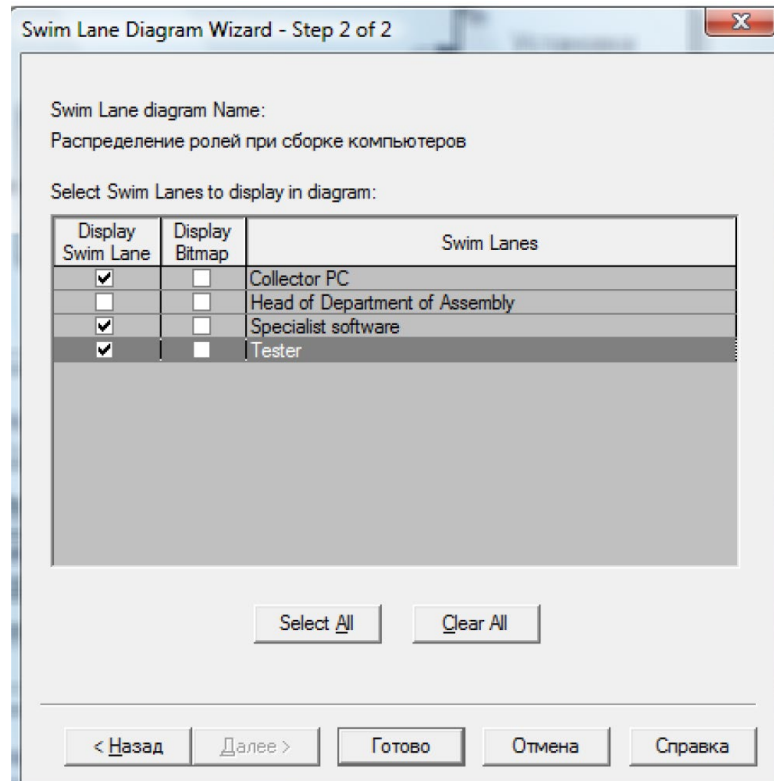 Swim Lane Diagram Wizard - Step 2 of 2
Swim Lane diagram Name:
Распределение ролей при сборке компьютеров
Select Swim Lanes to display in diagram:
Display Swim Lane Display Bitmap Swim Lanes
Collector PC
Head of Department of Assembly
Specialist software
Tester
Select All Clear All
< Назад Далее > Готово Отмена Справка